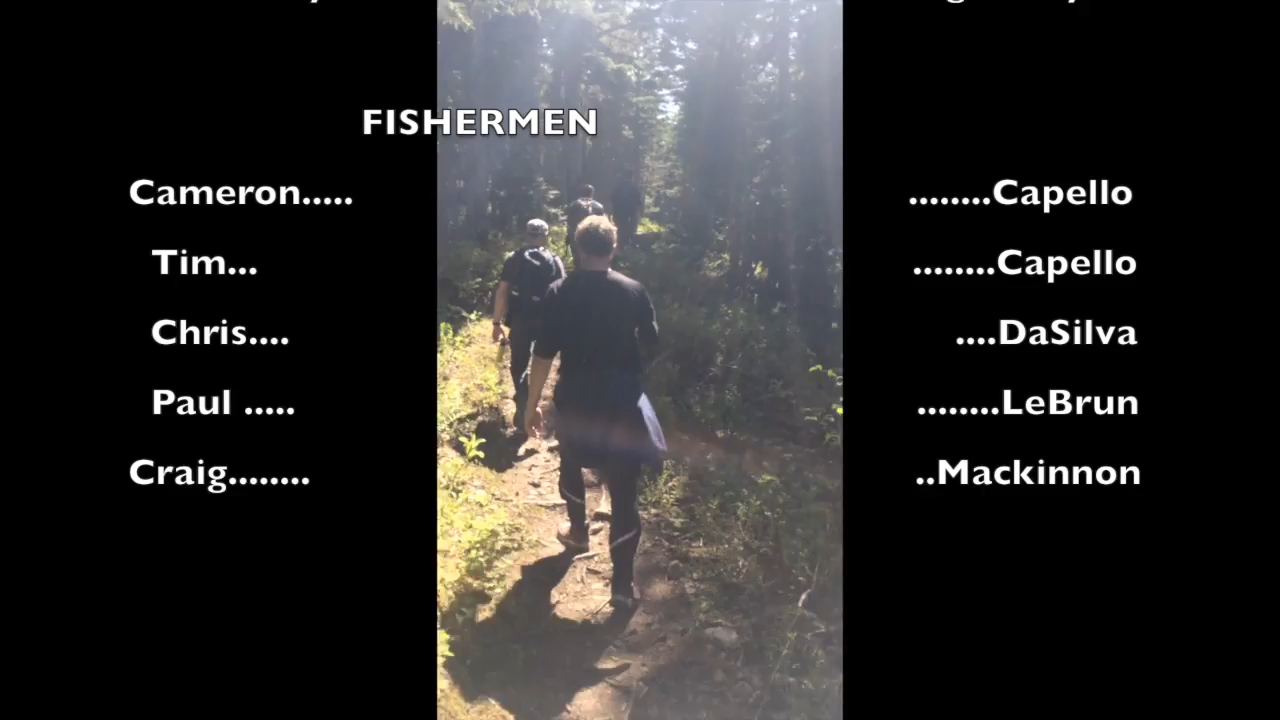 FISHERMEN
Cameron..... ........Capello
Tim... ........Capello
Chris.... ....DaSilva
Paul ..... ........LeBrun
Craig........ ..Mackinnon